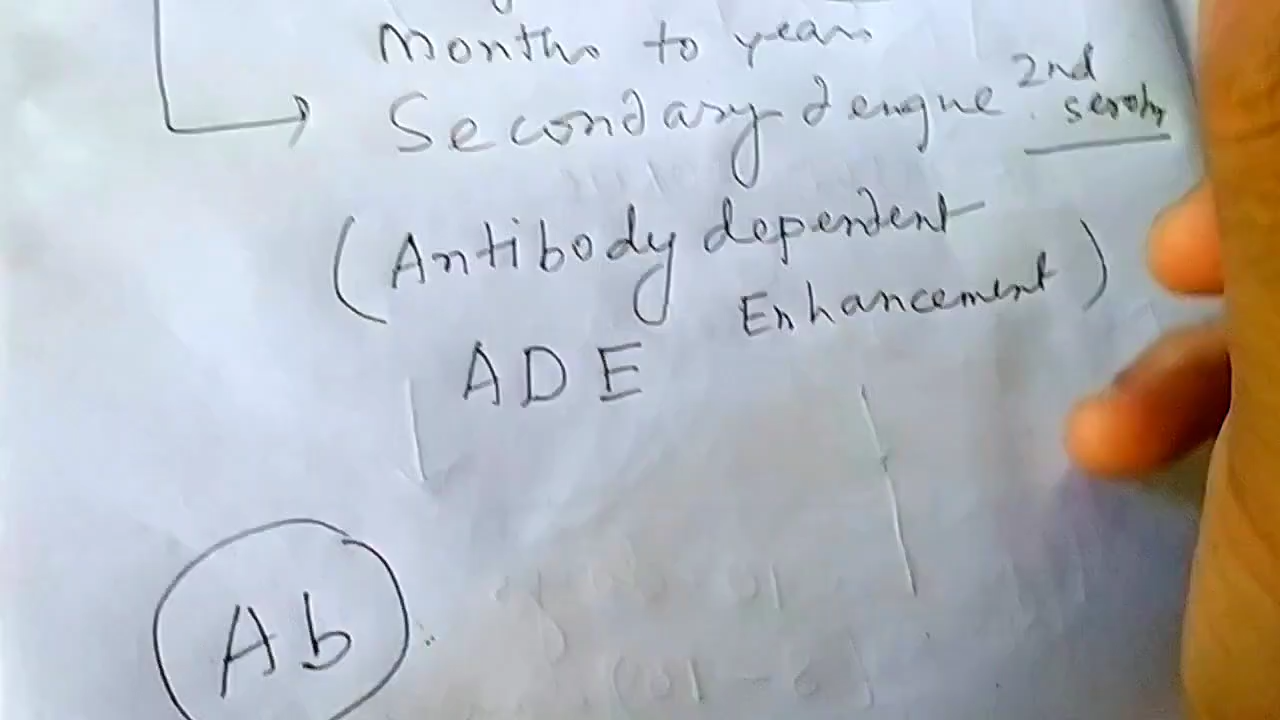 months to years
Secondary dengue 2nd
Antibody dependent
Enhancement)
ADE
Ab